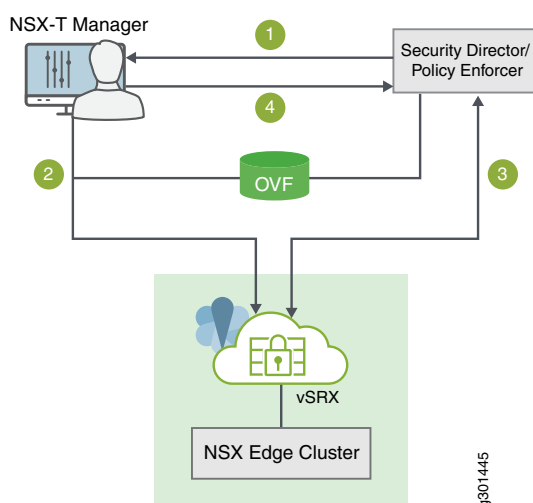 NSX-T Manager
1
Security Director/
Policy Enforcer
4
2
OVF
3
vSRX
NSX Edge Cluster
g301445